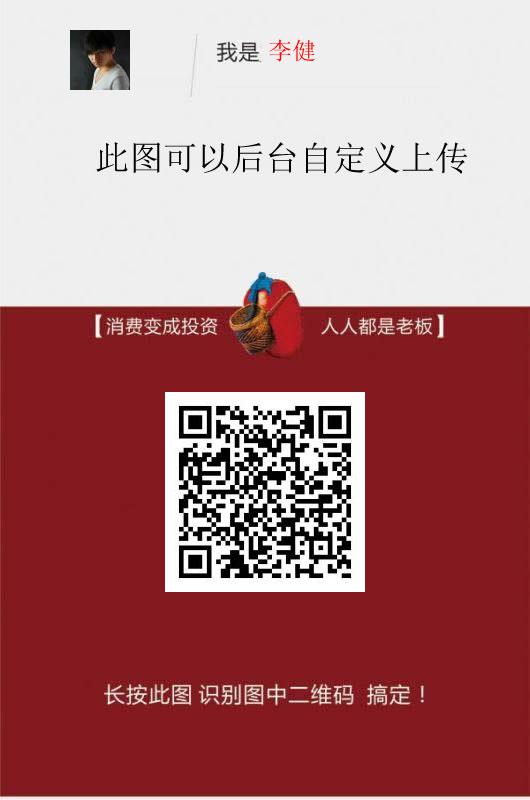 我是 李健
此图可以后台自定义上传
【消费变成投资 人人都是老板】
长按此图 识别图中二维码 搞定！